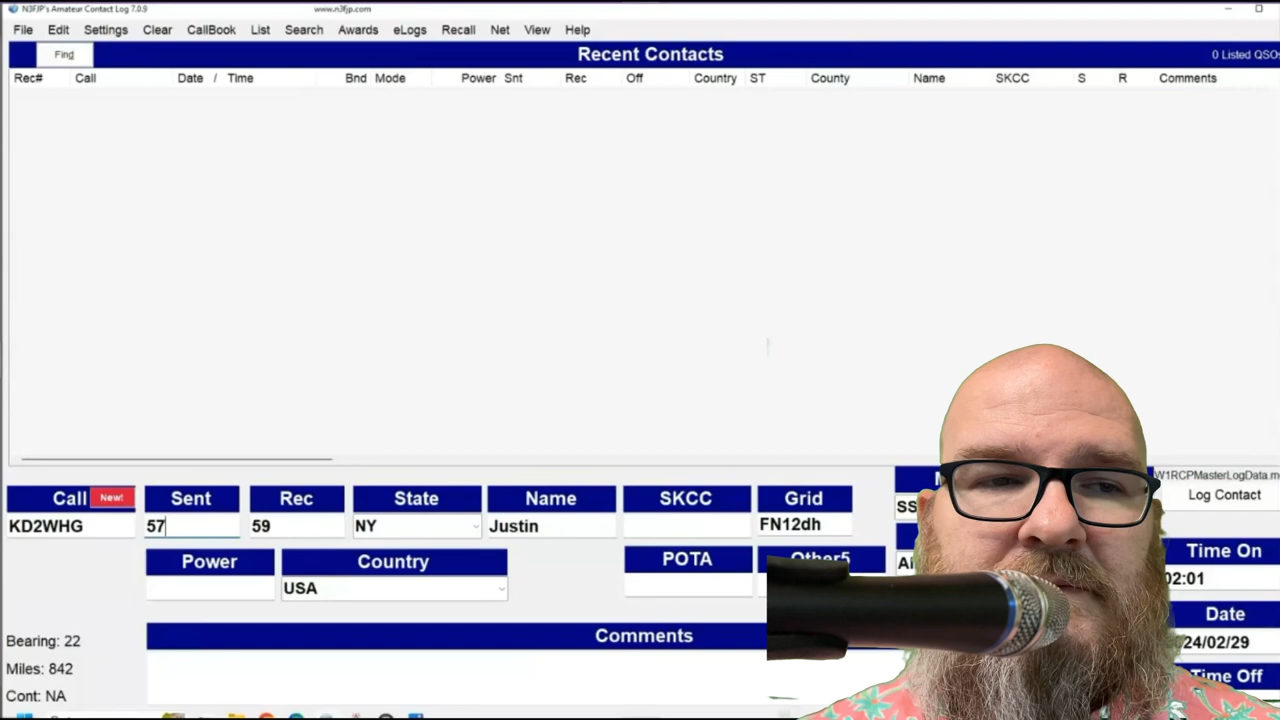 N3FJP's Amateur Contact Log 7.0.9 www.n3fjp.com
File Edit Settings Clear CallBook List Search Awards eLogs Recall Net View Help
Find Recent Contacts 0 Listed QSOs
Rec# Call Date / Time Bnd Mode Power Snt Rec Off Country ST County Name SKCC S R Comments
W1RCPMasterLogData.m
Call New! Sent Rec State Name SKCC Grid Log Contact
KD2WHG 57 59 NY Justin FN12dh SS
Power Country POTA Other5 Time On
USA Ai 02:01
Date
Bearing: 22 Comments 24/02/29
Miles: 842 Time Off
Cont: NA